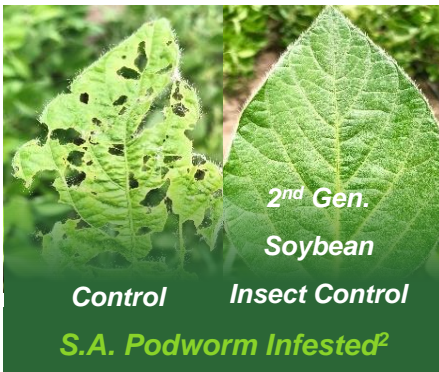 2nd Gen.
Soybean
Control
Insect Control
S.A. Podworm Infested2